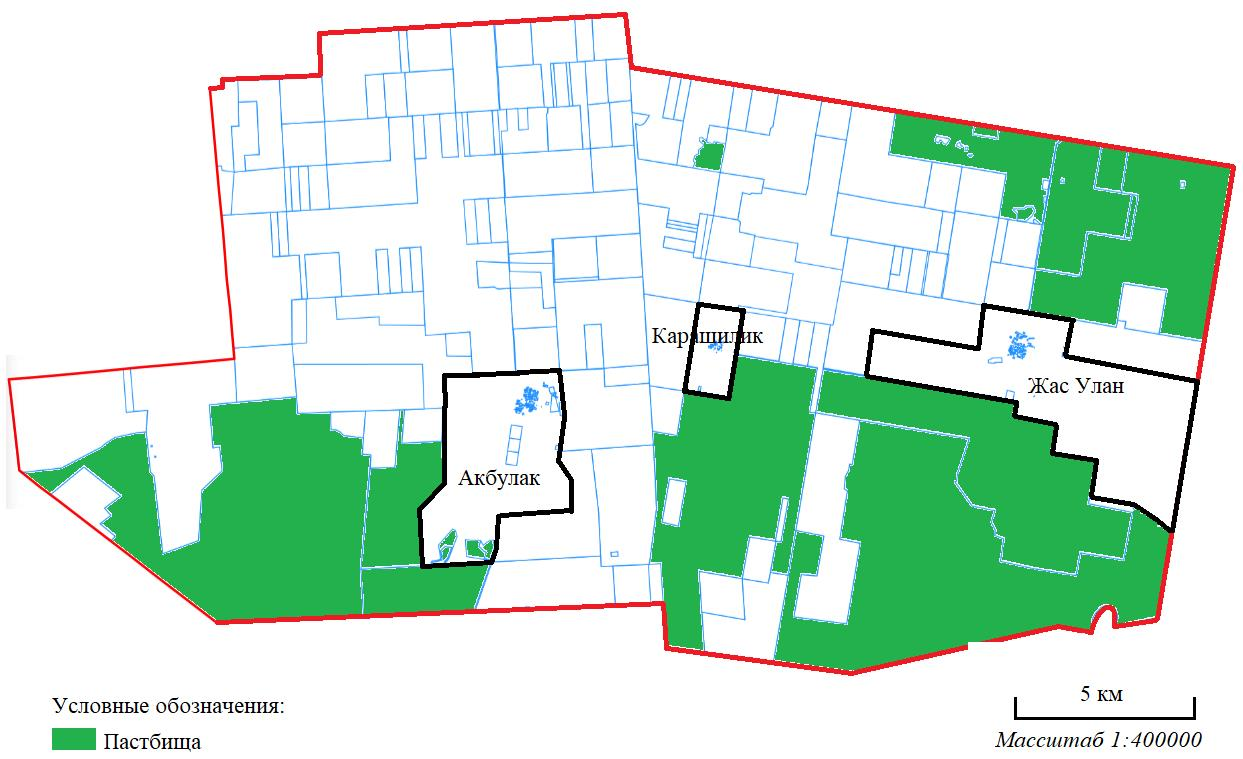 Карашилик
Жас Улан
Акбулак
Условные обозначения:
Пастбища
5 км
Масштаб 1:400000